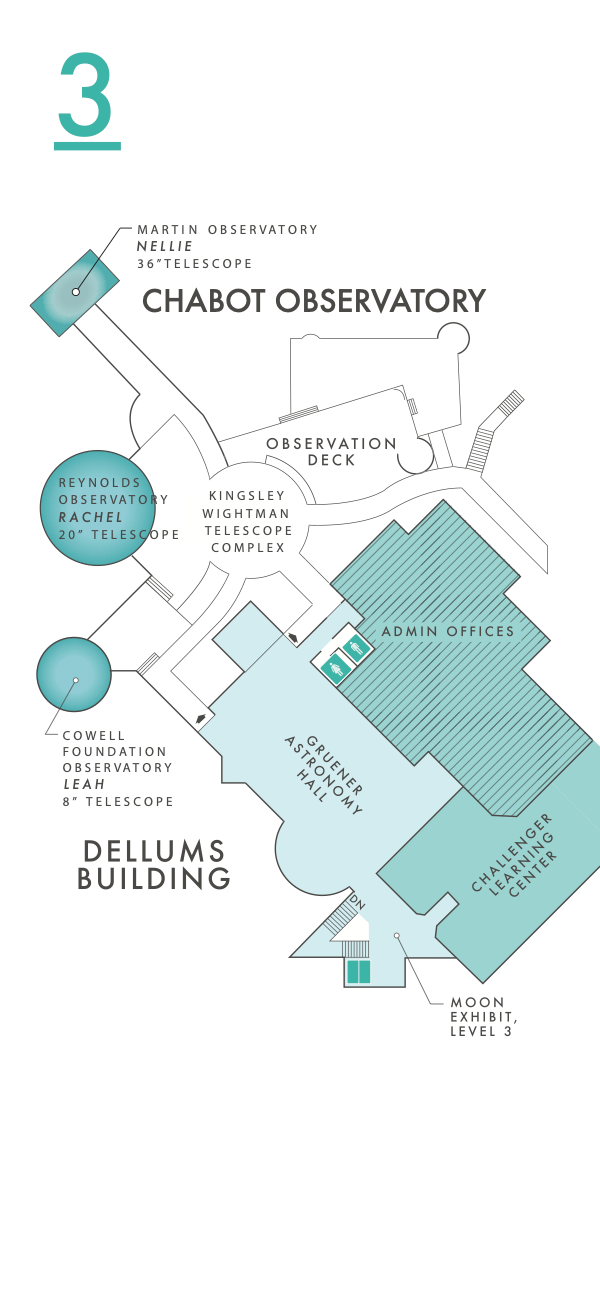 3
MARTIN OBSERVATORY
NELLIE
36”TELESCOPE
CHABOT OBSERVATORY
OBSERVATION
DECK
REYNOLDS
OBSERVATORY
RACHEL
20” TELESCOPE
KINGSLEY
WIGHTMAN
TELESCOPE
COMPLEX
ADMIN OFFICES
COWELL
FOUNDATION
OBSERVATORY
LEAH
8” TELESCOPE
GRUENER
ASTRONOMY
HALL
DELLUMS
BUILDING
CHALLENGER
LEARNING
CENTER
DN
MOON
EXHIBIT,
LEVEL 3